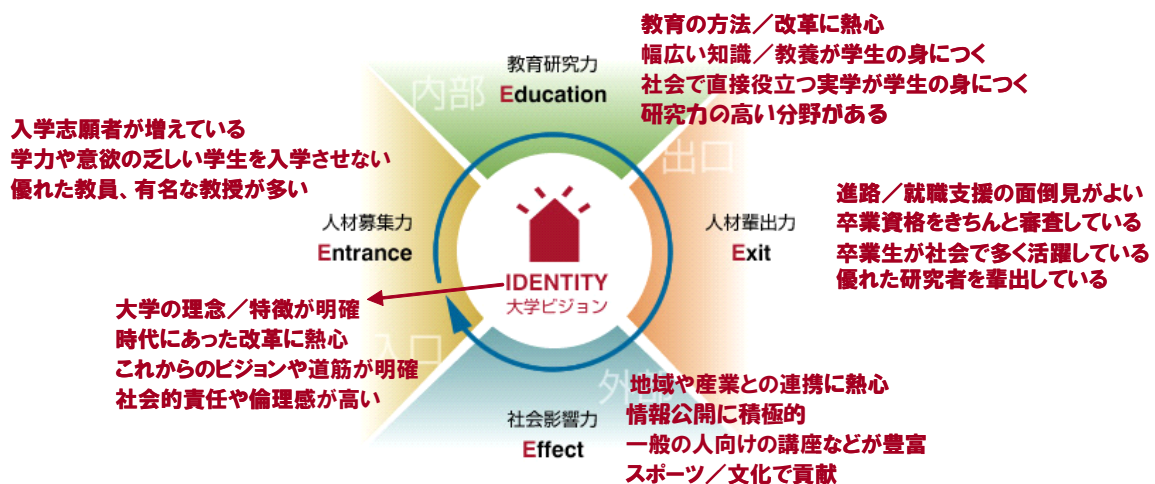 教育の方法／改革に熱心
幅広い知識／教養が学生の身につく
社会で直接役立つ実学が学生の身につく
研究力の高い分野がある
教育研究力
Education
内部
出口
入学志願者が増えている
学力や意欲の乏しい学生を入学させない
優れた教員、有名な教授が多い
人材募集力
Entrance
進路／就職支援の面倒見がよい
卒業資格をきちんと審査している
卒業生が社会で多く活躍している
優れた研究者を輩出している
人材輩出力
Exit
IDENTITY
大学ビジョン
大学の理念／特徴が明確
時代にあった改革に熱心
これからのビジョンや道筋が明確
社会的責任や倫理感が高い
入口
外部
地域や産業との連携に熱心
情報公開に積極的
一般の人向けの講座などが豊富
スポーツ／文化で貢献
社会影響力
Effect